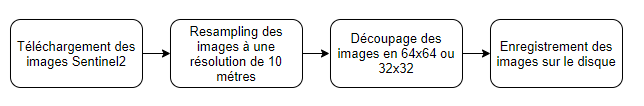 Téléchargement des
images Sentinel2
Resampling des
images à une
résolution de 10
métres
Découpage des
images en 64x64 ou
32x32
Enregistrement des
images sur le disque